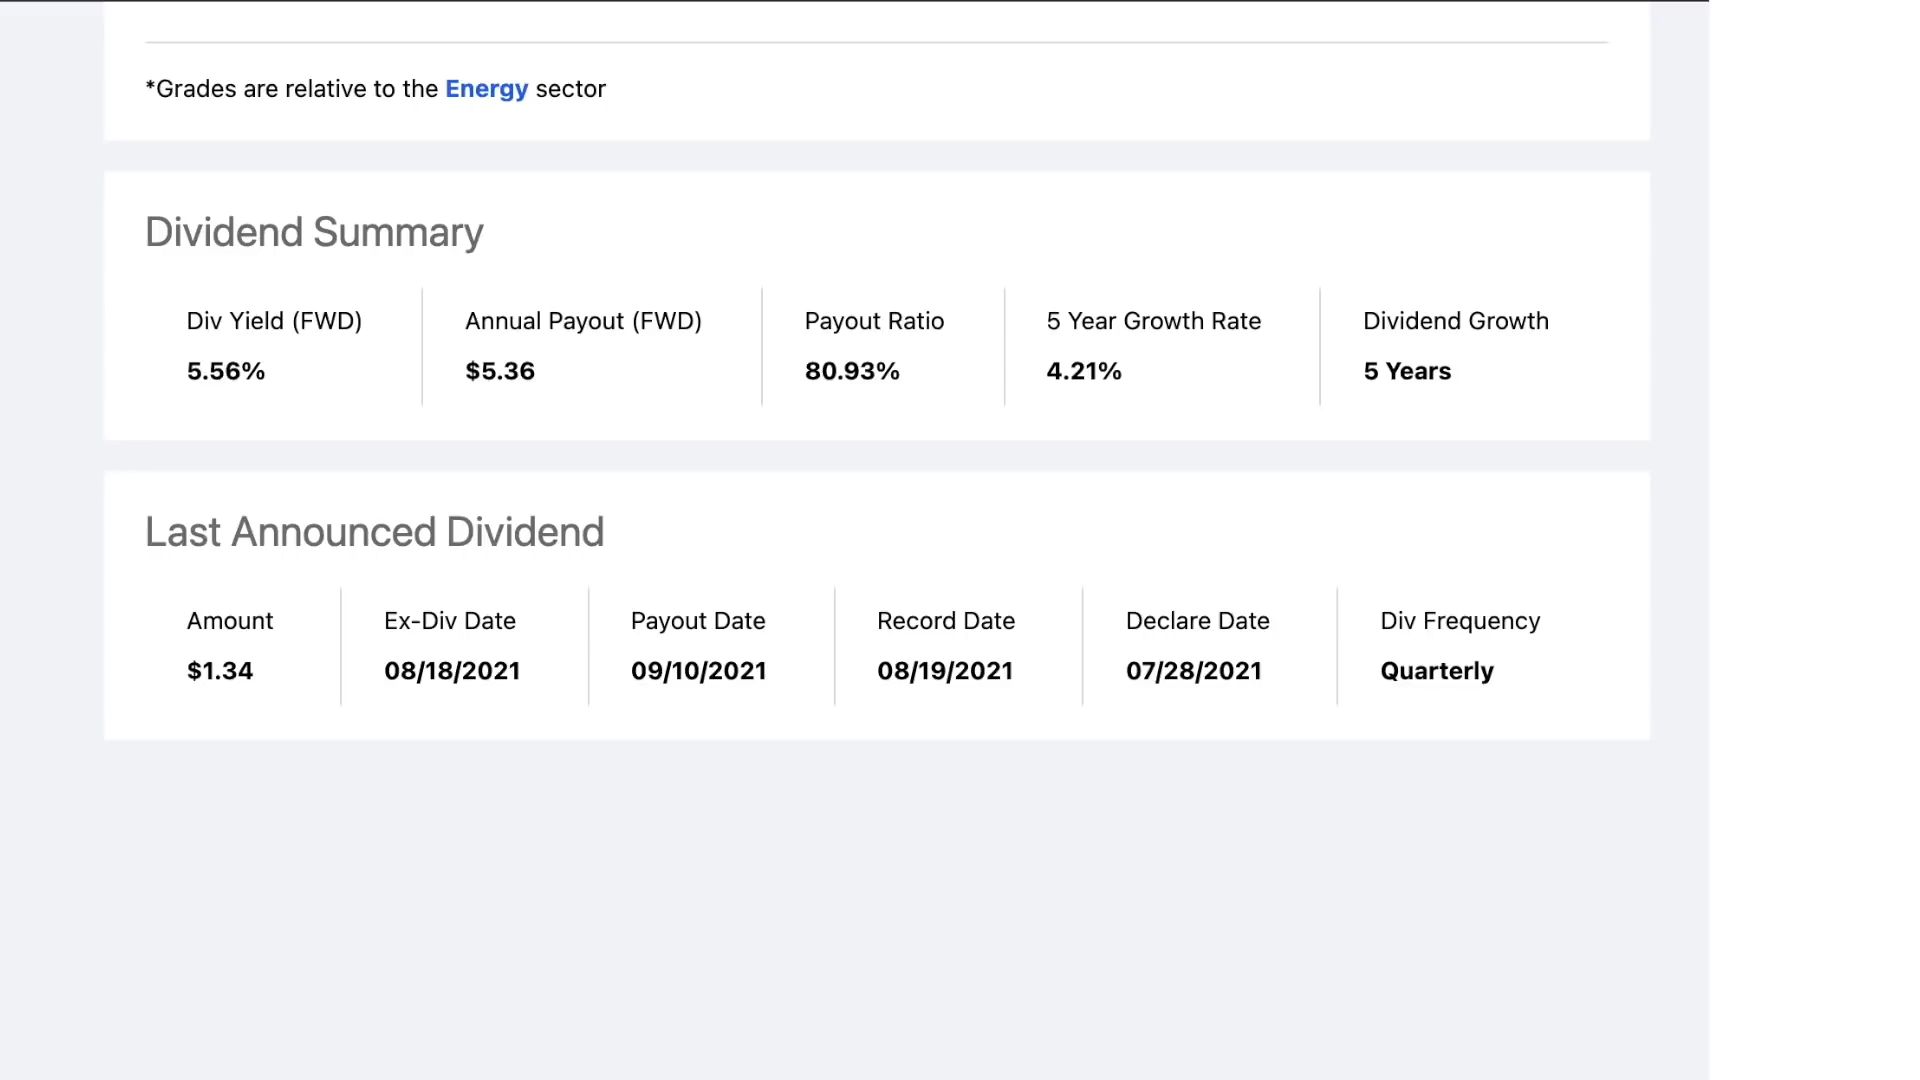 *Grades are relative to the Energy sector
Dividend Summary
Div Yield (FWD) Annual Payout (FWD) Payout Ratio 5 Year Growth Rate Dividend Growth
5.56% $5.36 80.93% 4.21% 5 Years
Last Announced Dividend
Amount Ex-Div Date Payout Date Record Date Declare Date Div Frequency
$1.34 08/18/2021 09/10/2021 08/19/2021 07/28/2021 Quarterly